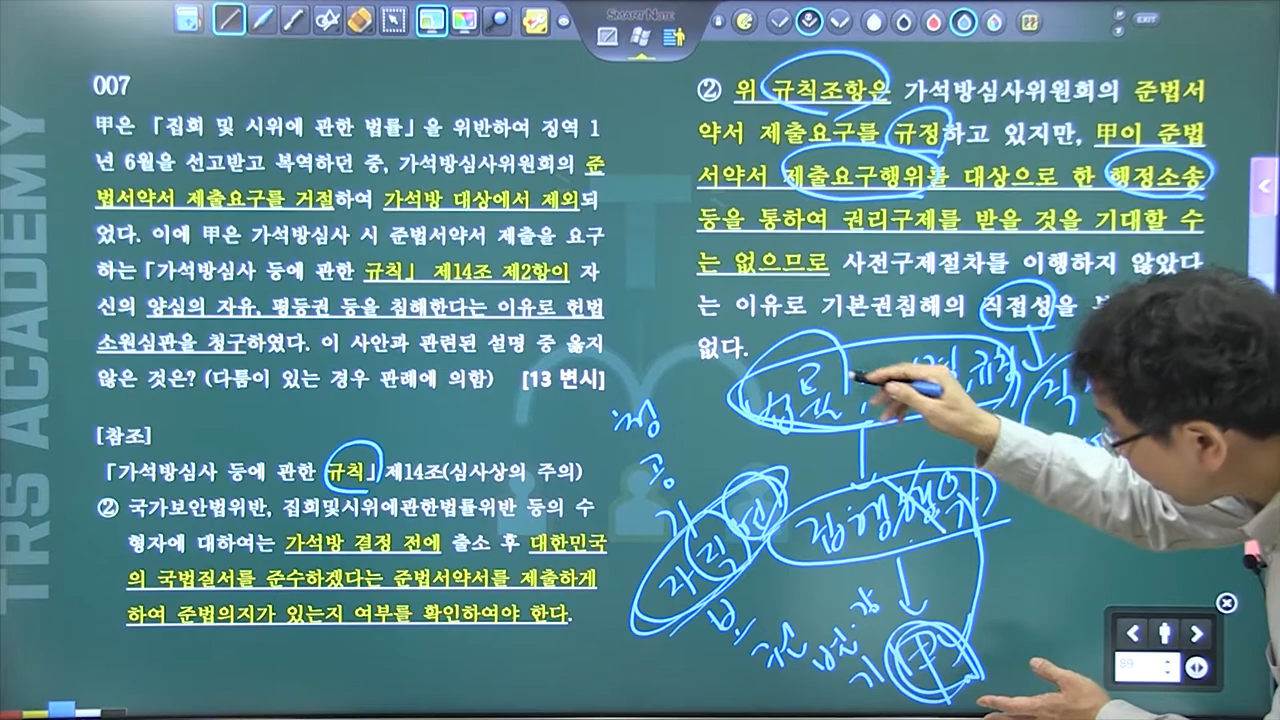 SMART NOTE
EXIT
TRS ACADEMY
007
甲은 「집회 및 시위에 관한 법률」을 위반하여 징역 1
년 6월을 선고받고 복역하던 중, 가석방심사위원회의 준
법서약서 제출요구를 거절하여 가석방 대상에서 제외되
었다. 이에 甲은 가석방심사 시 준법서약서 제출을 요구
하는「가석방심사 등에 관한 규칙」 제14조 제2항이 자
신의 양심의 자유, 평등권 등을 침해한다는 이유로 헌법
소원심판을 청구하였다. 이 사안과 관련된 설명 중 옳지
않은 것은? (다툼이 있는 경우 판례에 의함) [13 변시]
[참조]
「가석방심사 등에 관한 규칙」제14조(심사상의 주의)
② 국가보안법위반, 집회및시위에관한법률위반 등의 수
형자에 대하여는 가석방 결정 전에 출소 후 대한민국
의 국법질서를 준수하겠다는 준법서약서를 제출하게
하여 준법의지가 있는지 여부를 확인하여야 한다.
② 위 규칙조항은 가석방심사위원회의 준법서
약서 제출요구를 규정하고 있지만, 甲이 준법
서약서 제출요구행위를 대상으로 한 행정소송
등을 통하여 권리구제를 받을 것을 기대할 수
는 없으므로 사전구제절차를 이행하지 않았다
는 이유로 기본권침해의 직접성을
없다.
법률 규칙
직
집행행위
공
자 직 현
보
甲
89